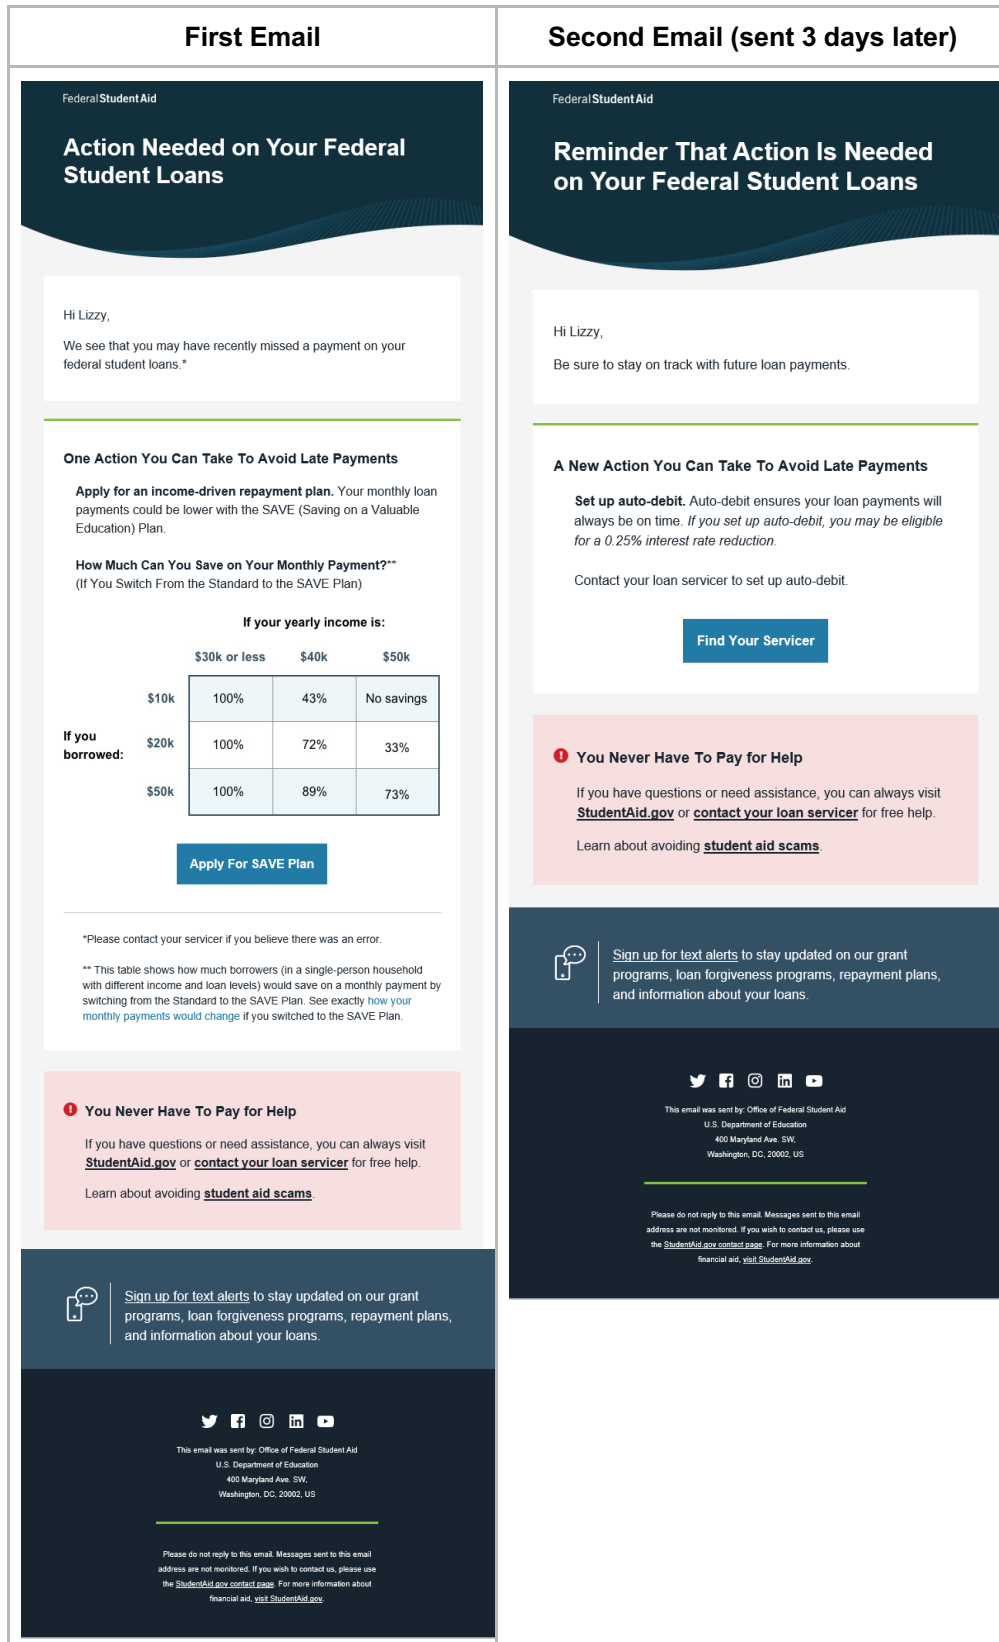 First Email
Federal Student Aid
Action Needed on Your Federal
Student Loans
Hi Lizzy,
We see that you may have recently missed a payment on your
federal student loans.*
One Action You Can Take To Avoid Late Payments
Apply for an income-driven repayment plan. Your monthly loan
payments could be lower with the SAVE (Saving on a Valuable
Education) Plan.
How Much Can You Save on Your Monthly Payment?**
(If You Switch From the Standard to the SAVE Plan)
If your yearly income is:
$30k or less $40k $50k
$10k 100% 43% No savings
If you
borrowed:
$20k 100% 72% 33%
$50k 100% 89% 73%
Apply For SAVE Plan
*Please contact your servicer if you believe there was an error.
** This table shows how much borrowers (in a single-person household
with different income and loan levels) would save on a monthly payment by
switching from the Standard to the SAVE Plan. See exactly how your
monthly payments would change if you switched to the SAVE Plan.
You Never Have To Pay for Help
If you have questions or need assistance, you can always visit
StudentAid.gov or contact your loan servicer for free help.
Learn about avoiding student aid scams.
Sign up for text alerts to stay updated on our grant
programs, loan forgiveness programs, repayment plans,
and information about your loans.
This email was sent by: Office of Federal Student Aid
U.S. Department of Education
400 Maryland Ave. SW,
Washington, DC, 20002, US
Please do not reply to this email. Messages sent to this email
address are not monitored. If you wish to contact us, please use
the StudentAid.gov contact page. For more information about
financial aid, visit StudentAid.gov.
Second Email (sent 3 days later)
Federal Student Aid
Reminder That Action Is Needed
on Your Federal Student Loans
Hi Lizzy,
Be sure to stay on track with future loan payments.
A New Action You Can Take To Avoid Late Payments
Set up auto-debit. Auto-debit ensures your loan payments will
always be on time. If you set up auto-debit, you may be eligible
for a 0.25% interest rate reduction.
Contact your loan servicer to set up auto-debit.
Find Your Servicer
You Never Have To Pay for Help
If you have questions or need assistance, you can always visit
StudentAid.gov or contact your loan servicer for free help.
Learn about avoiding student aid scams.
Sign up for text alerts to stay updated on our grant
programs, loan forgiveness programs, repayment plans,
and information about your loans.
This email was sent by: Office of Federal Student Aid
U.S. Department of Education
400 Maryland Ave. SW,
Washington, DC, 20002, US
Please do not reply to this email. Messages sent to this email
address are not monitored. If you wish to contact us, please use
the StudentAid.gov contact page. For more information about
financial aid, visit StudentAid.gov.